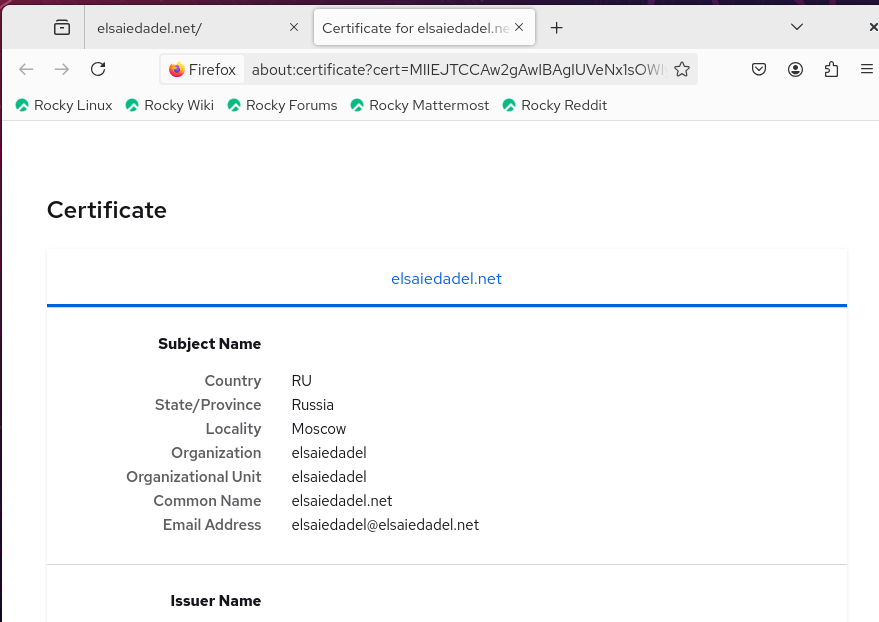 elsaiedadel.net/
Certificate for elsaiedadel.ne
Firefox about:certificate?cert=MIIEJTCCAw2gAwIBAgIUVeNx1sOWl
Rocky Linux Rocky Wiki Rocky Forums Rocky Mattermost Rocky Reddit
Certificate
elsaiedadel.net
Subject Name
Country RU
State/Province Russia
Locality Moscow
Organization elsaiedadel
Organizational Unit elsaiedadel
Common Name elsaiedadel.net
Email Address elsaiedadel@elsaiedadel.net
Issuer Name